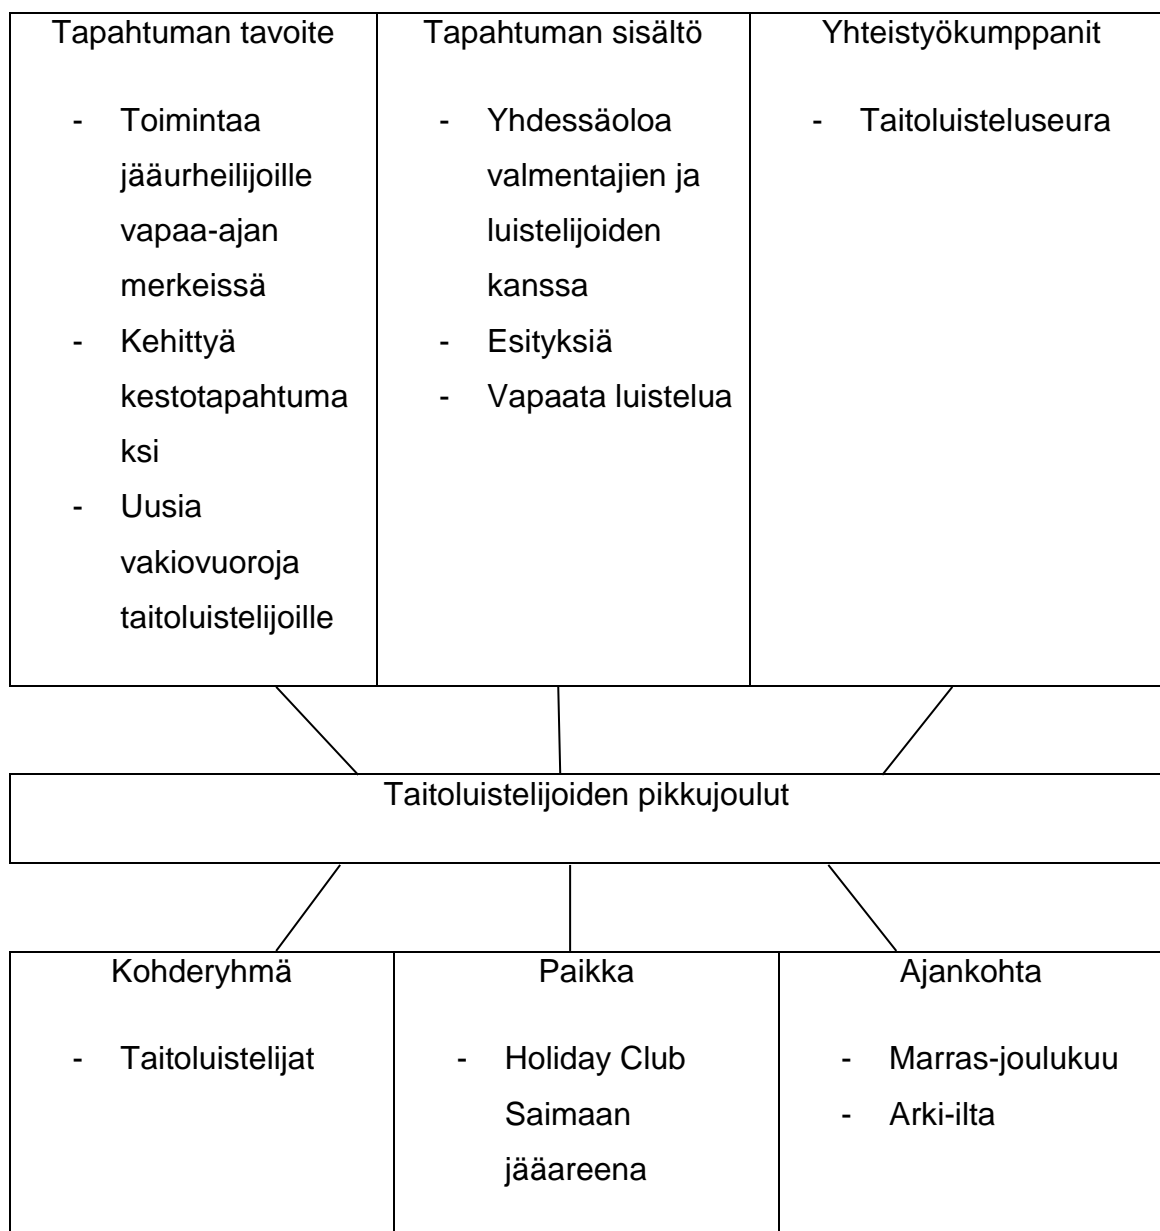 Tapahtuman tavoite
- Toimintaa
jääurheilijoille
vapaa-ajan
merkeissä
- Kehittyä
kestotapahtuma
ksi
- Uusia
vakiovuoroja
taitoluistelijoille
Tapahtuman sisältö
- Yhdessäoloa
valmentajien ja
luistelijoiden
kanssa
- Esityksiä
- Vapaata luistelua
Yhteistyökumppanit
- Taitoluisteluseura
Taitoluistelijoiden pikkujoulut
Kohderyhmä
- Taitoluistelijat
Paikka
- Holiday Club
Saimaan
jääareena
Ajankohta
- Marras-joulukuu
- Arki-ilta